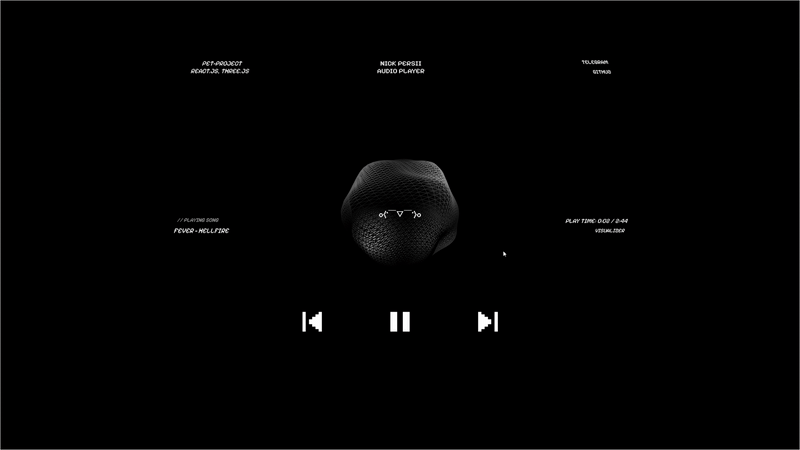 PET-PROJECT
REACT.JS, THREE.JS
NICK PERSII
AUDIO PLAYER
TELEGRAM
GITHUB
// PLAYING SONG
FEVER - HELLFIRE
o(￣▽￣)o
PLAY TIME: 0:02 / 2:44
VISUALIZER